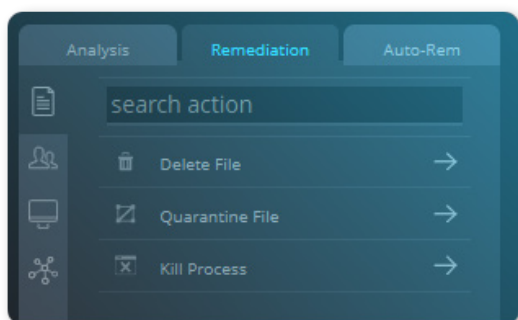 Analysis
Remediation
Auto-Rem
search action
Delete File
Quarantine File
Kill Process